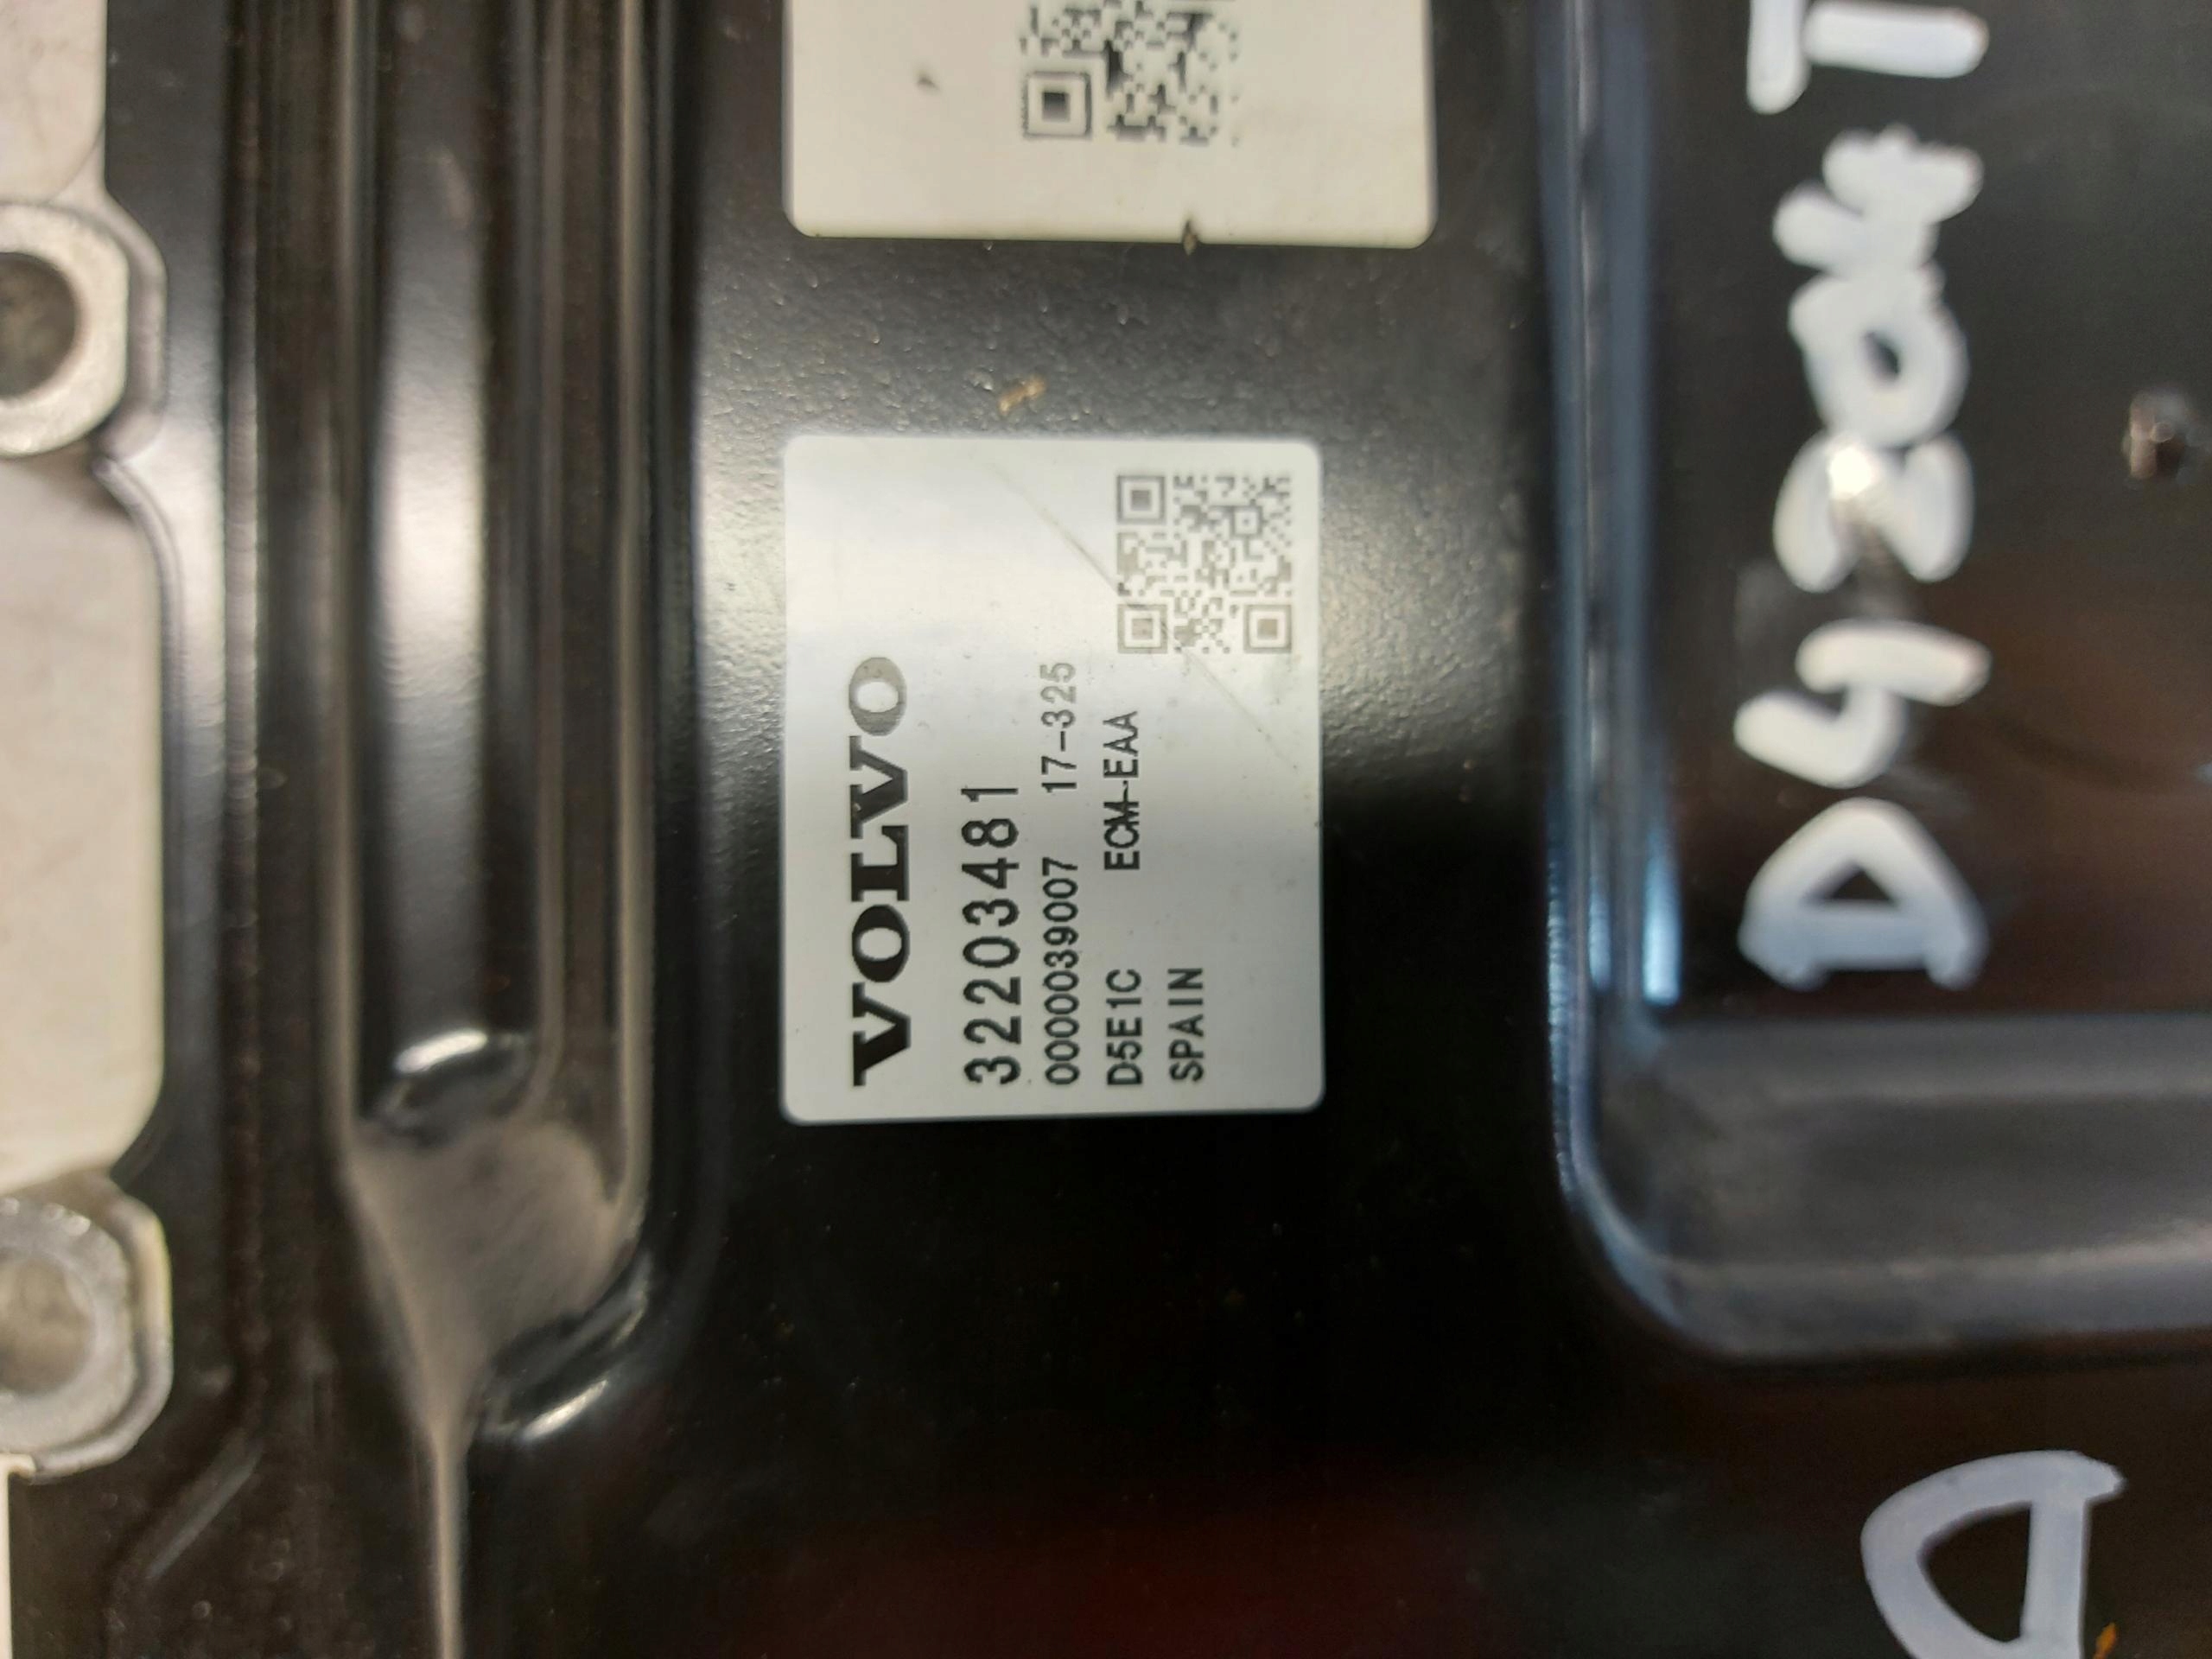 VOLVO
32203481
0000039007 17-325
D5E1C ECM-EAA
SPAIN
D4204T
D